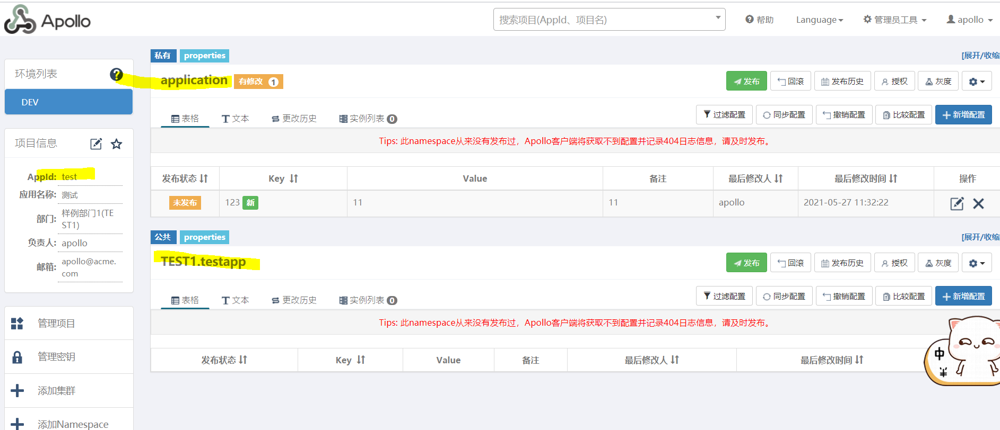 Apollo
搜索项目(AppId、项目名)
帮助
Language
管理员工具
apollo
环境列表
DEV
项目信息
AppId: test
应用名称: 测试
部门: 样例部门1(TE
ST1)
负责人: apollo
邮箱: apollo@acme.
com
管理项目
管理密钥
添加集群
添加Namespace
私有 properties
[展开/收缩
application 有修改 1
发布 回滚 发布历史 授权 灰度
表格 文本 更改历史 实例列表 0
过滤配置 同步配置 撤销配置 比较配置 新增配置
Tips: 此namespace从来没有发布过，Apollo客户端将获取不到配置并记录404日志信息，请及时发布。
发布状态 Key Value 备注 最后修改人 最后修改时间 操作
未发布 123 新 11 11 apollo 2021-05-27 11:32:22
公共 properties
[展开/收缩
TEST1.testapp
发布 回滚 发布历史 授权 灰度
表格 文本 更改历史 实例列表 0
过滤配置 同步配置 撤销配置 比较配置 新增配置
Tips: 此namespace从来没有发布过，Apollo客户端将获取不到配置并记录404日志信息，请及时发布。
发布状态 Key Value 备注 最后修改人 最后修改时间
中